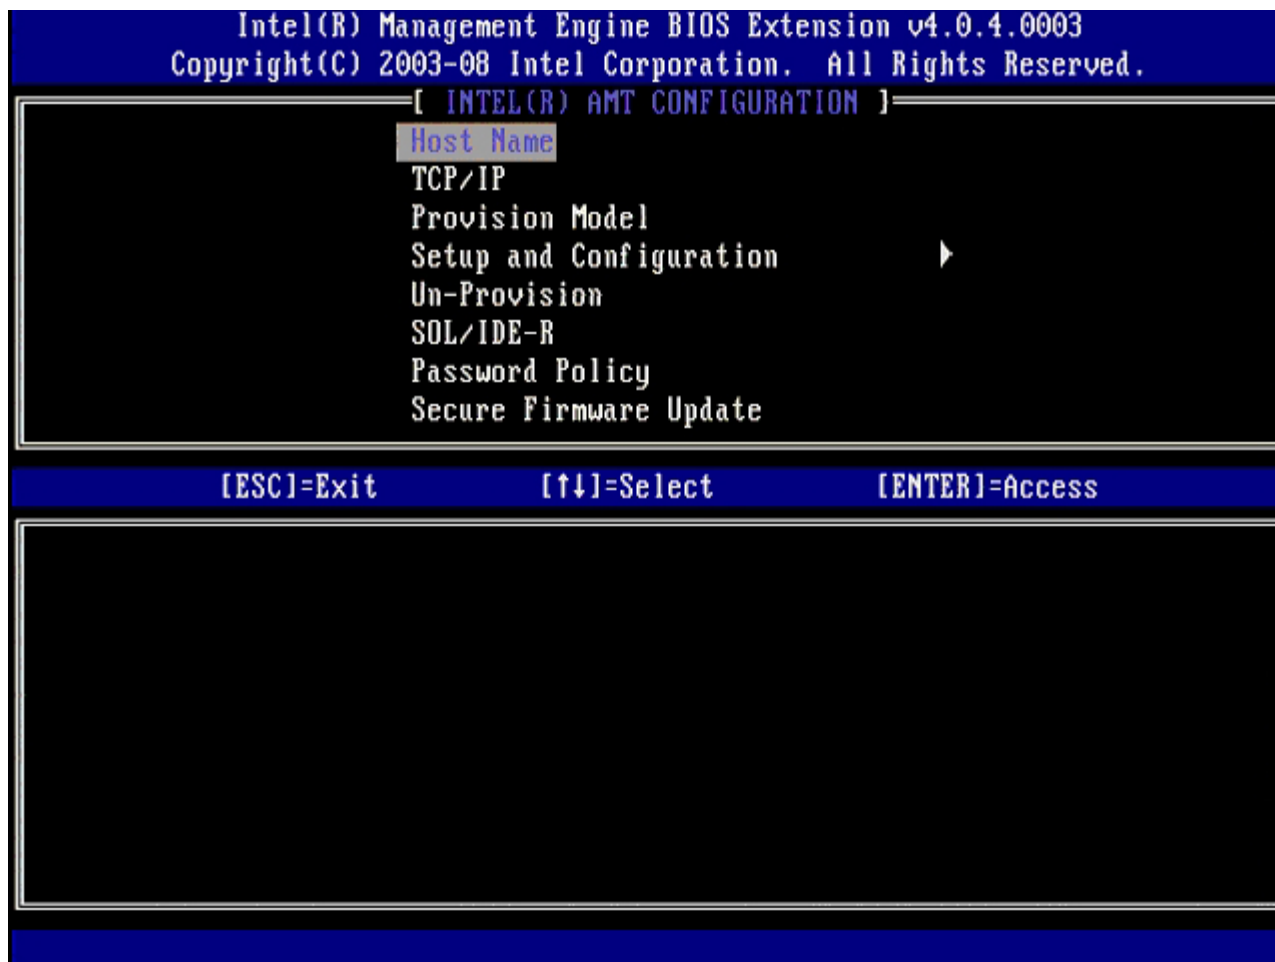 Intel(R) Management Engine BIOS Extension v4.0.4.0003
Copyright(C) 2003-08 Intel Corporation. All Rights Reserved.
[ INTEL(R) AMT CONFIGURATION ]
Host Name
TCP/IP
Provision Model
Setup and Configuration ►
Un-Provision
SOL/IDE-R
Password Policy
Secure Firmware Update
[ESC]=Exit [↑↓]=Select [ENTER]=Access